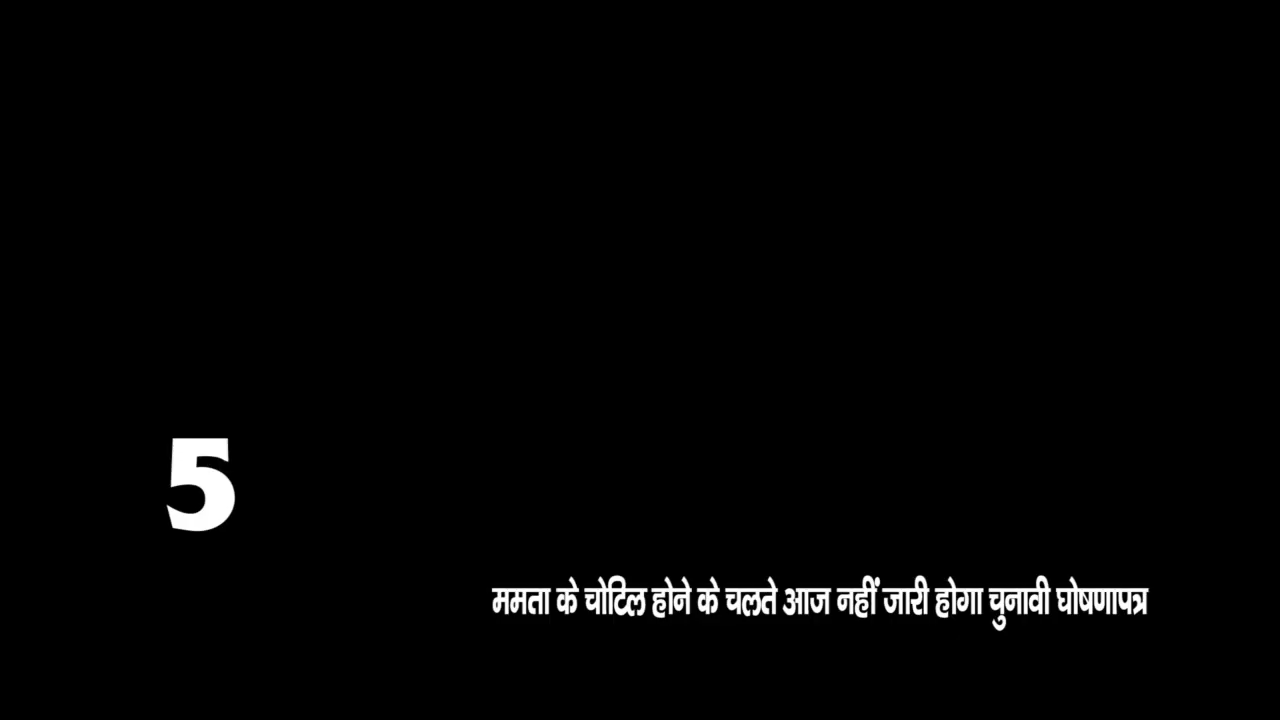 5
ममता के चोटिल होने के चलते आज नहीं जारी होगा चुनावी घोषणापत्र